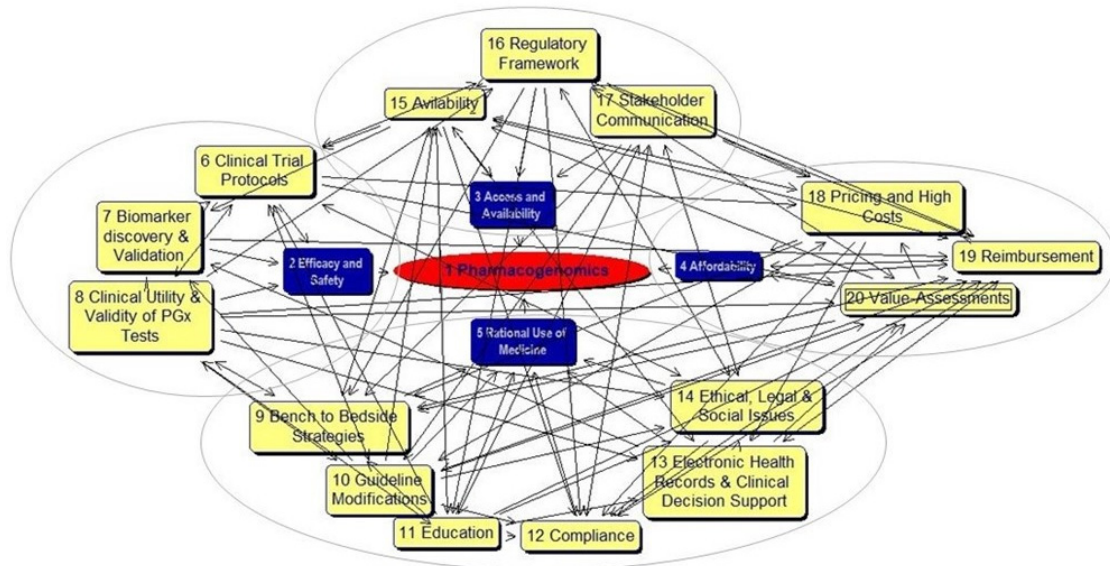 16 Regulatory
Framework
15 Avilability
17 Stakeholder
Communication
6 Clinical Trial
Protocols
3 Access and
Availability
18 Pricing and High
Costs
7 Biomarker
discovery &
Validation
2 Efficacy and
Safety
1 Pharmacogenomics
4 Affordability
19 Reimbursement
8 Clinical Utility &
Validity of PGx
Tests
20 Value Assessments
5 Rational Use of
Medicine
9 Bench to Bedside
Strategies
14 Ethical, Legal &
Social Issues
10 Guideline
Modifications
13 Electronic Health
Records & Clinical
Decision Support
11 Education
12 Compliance